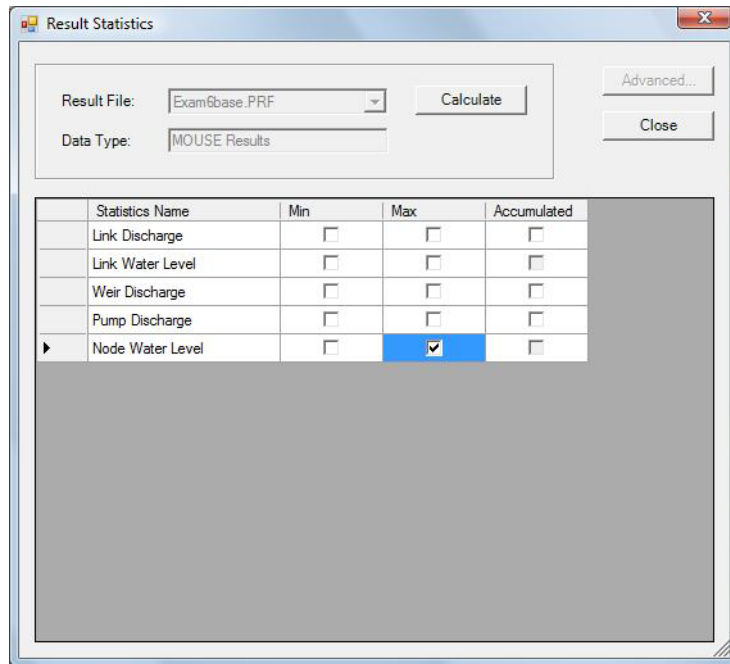 Result Statistics
X
Advanced...
Result File: Exam6base.PRF Calculate
Close
Data Type: MOUSE Results
Statistics Name Min Max Accumulated
Link Discharge
Link Water Level
Weir Discharge
Pump Discharge
Node Water Level